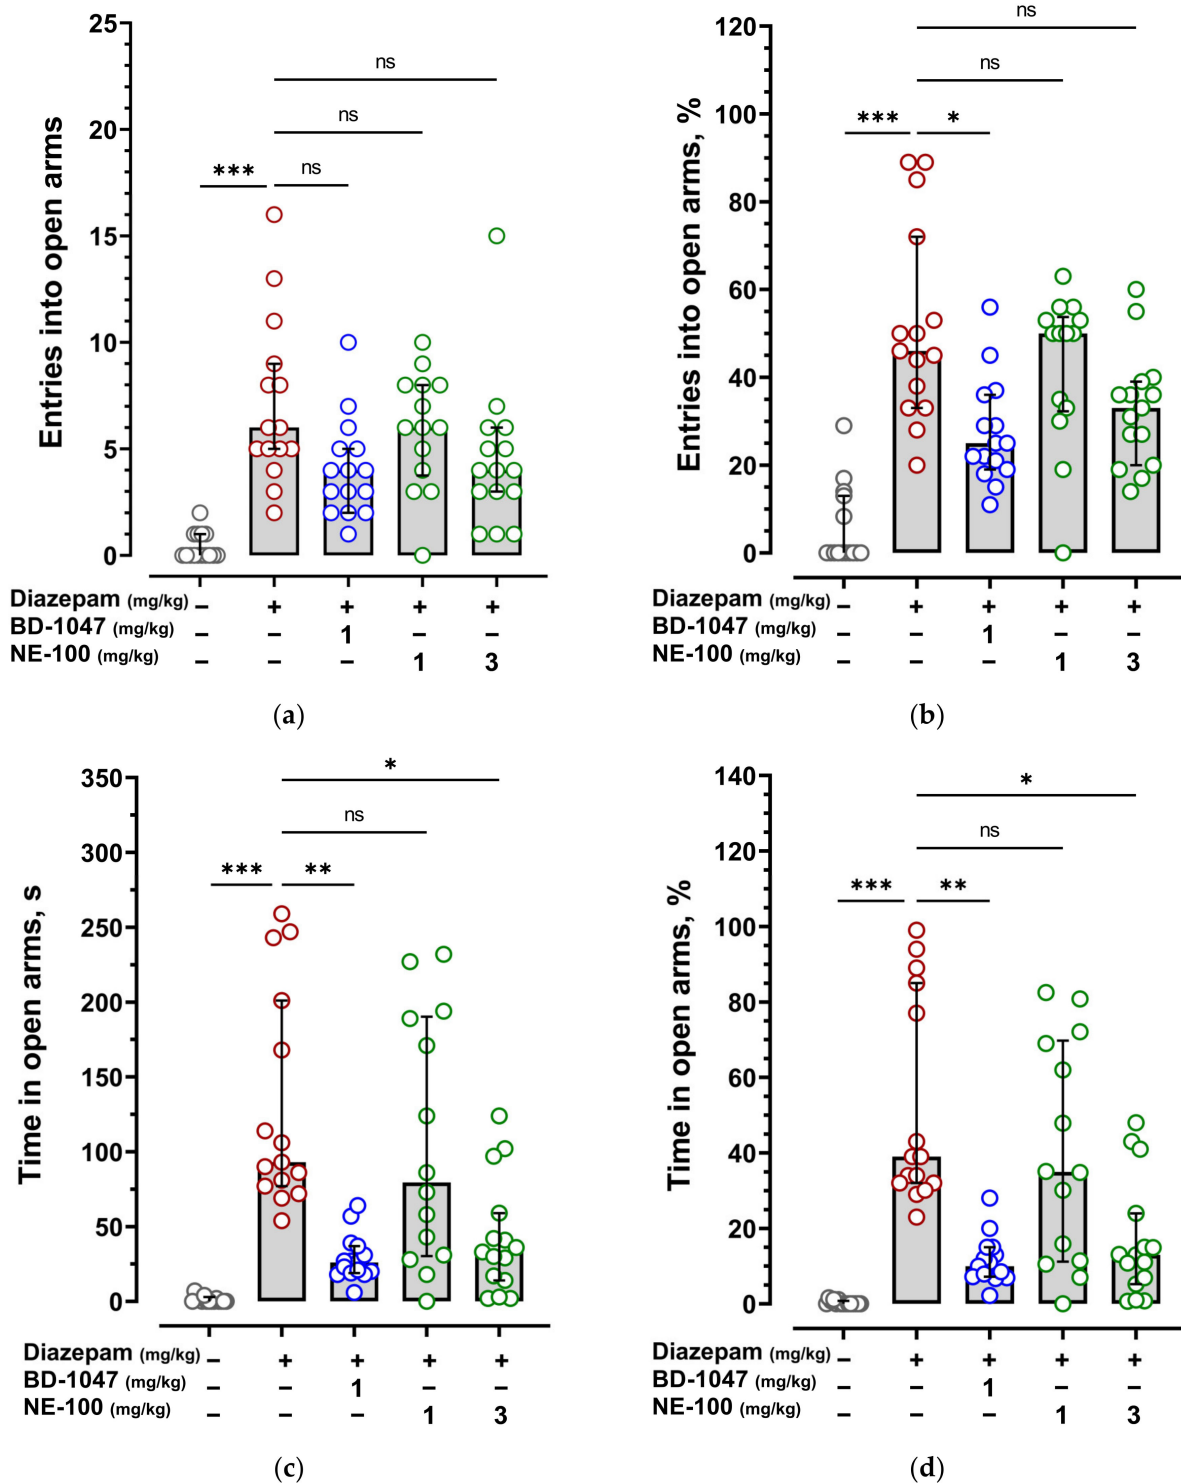 Entries into open arms
25
20
15
10
5
0
ns
ns
*** ns
Diazepam (mg/kg) – + + + +
BD-1047 (mg/kg) – – 1 – –
NE-100 (mg/kg) – – – 1 3
(a)
Entries into open arms, %
120
100
80
60
40
20
0
ns
ns
*** *
Diazepam (mg/kg) – + + + +
BD-1047 (mg/kg) – – 1 – –
NE-100 (mg/kg) – – – 1 3
(b)
Time in open arms, s
350
300
250
200
150
100
50
0
*
ns
*** **
Diazepam (mg/kg) – + + + +
BD-1047 (mg/kg) – – 1 – –
NE-100 (mg/kg) – – – 1 3
(c)
Time in open arms, %
140
120
100
80
60
40
20
0
*
ns
*** **
Diazepam (mg/kg) – + + + +
BD-1047 (mg/kg) – – 1 – –
NE-100 (mg/kg) – – – 1 3
(d)